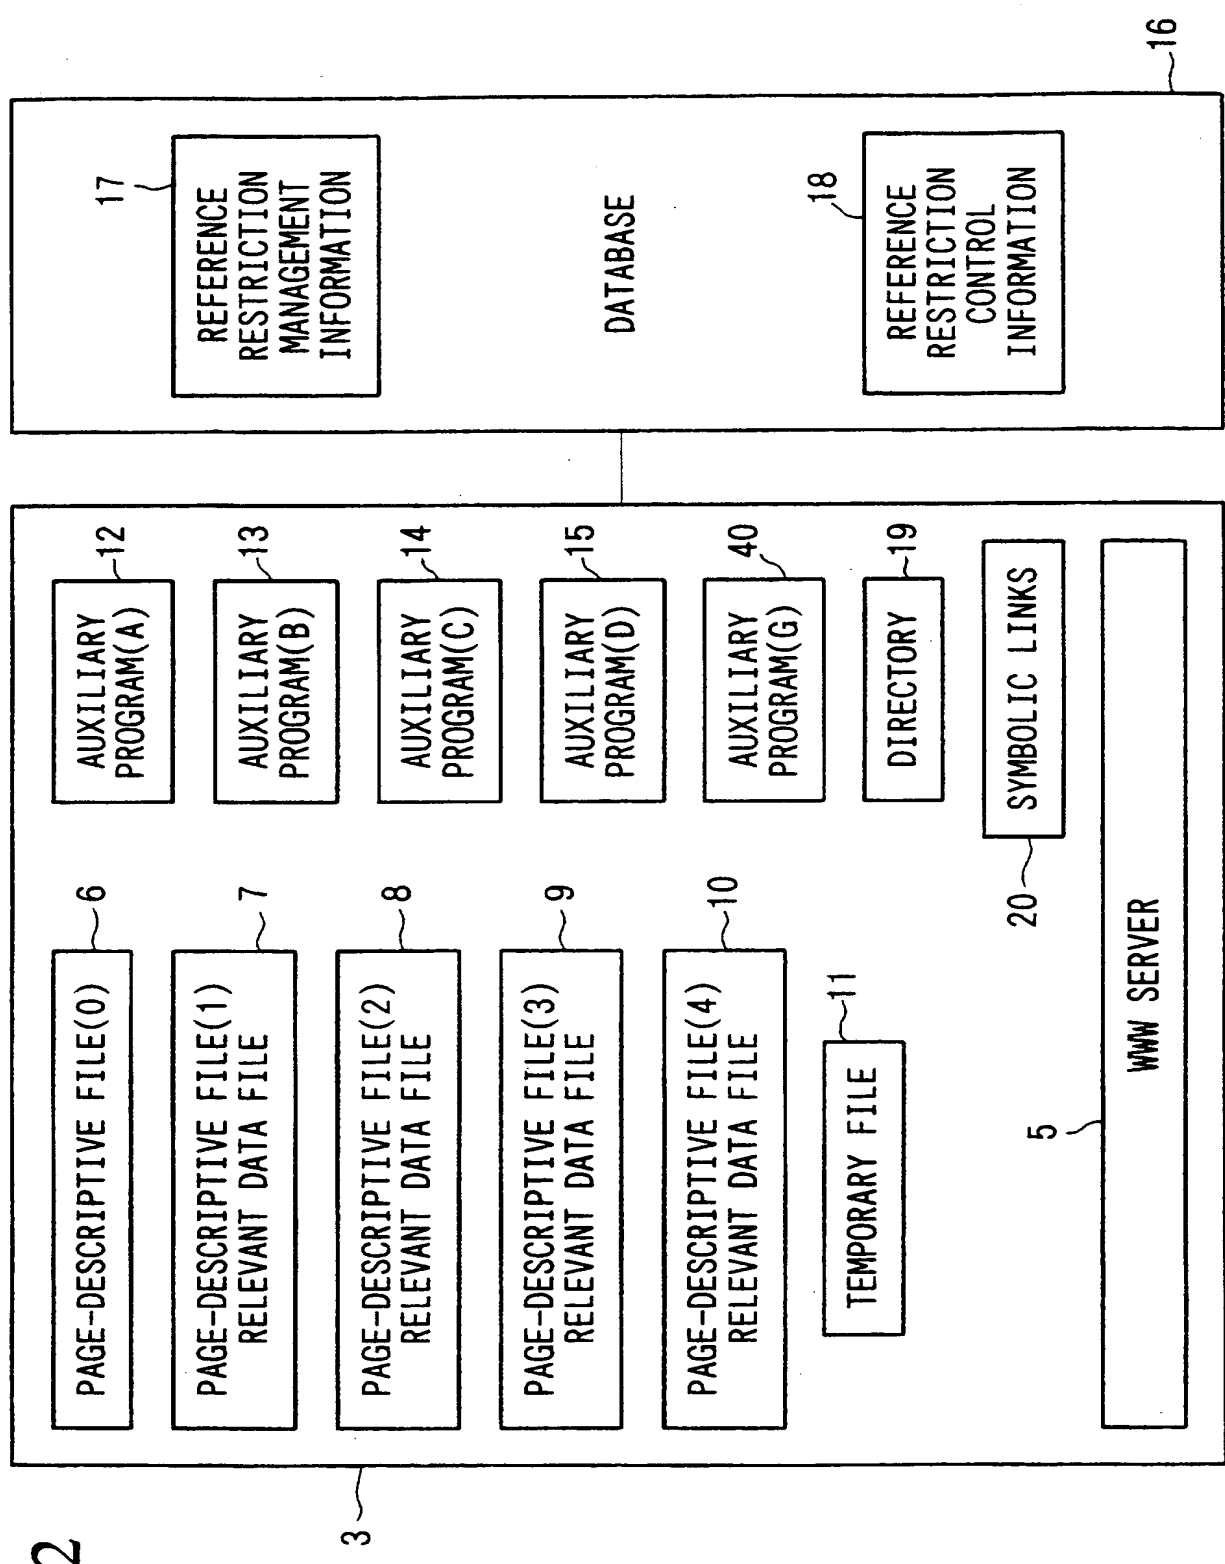 2
3
PAGE-DESCRIPTIVE FILE(0)
6
PAGE-DESCRIPTIVE FILE(1)
RELEVANT DATA FILE
7
PAGE-DESCRIPTIVE FILE(2)
RELEVANT DATA FILE
8
PAGE-DESCRIPTIVE FILE(3)
RELEVANT DATA FILE
9
PAGE-DESCRIPTIVE FILE(4)
RELEVANT DATA FILE
10
TEMPORARY FILE
11
AUXILIARY
PROGRAM(A)
12
AUXILIARY
PROGRAM(B)
13
AUXILIARY
PROGRAM(C)
14
AUXILIARY
PROGRAM(D)
15
AUXILIARY
PROGRAM(G)
40
DIRECTORY
19
SYMBOLIC LINKS
20
WWW SERVER
5
REFERENCE
RESTRICTION
MANAGEMENT
INFORMATION
17
DATABASE
REFERENCE
RESTRICTION
CONTROL
INFORMATION
18
16